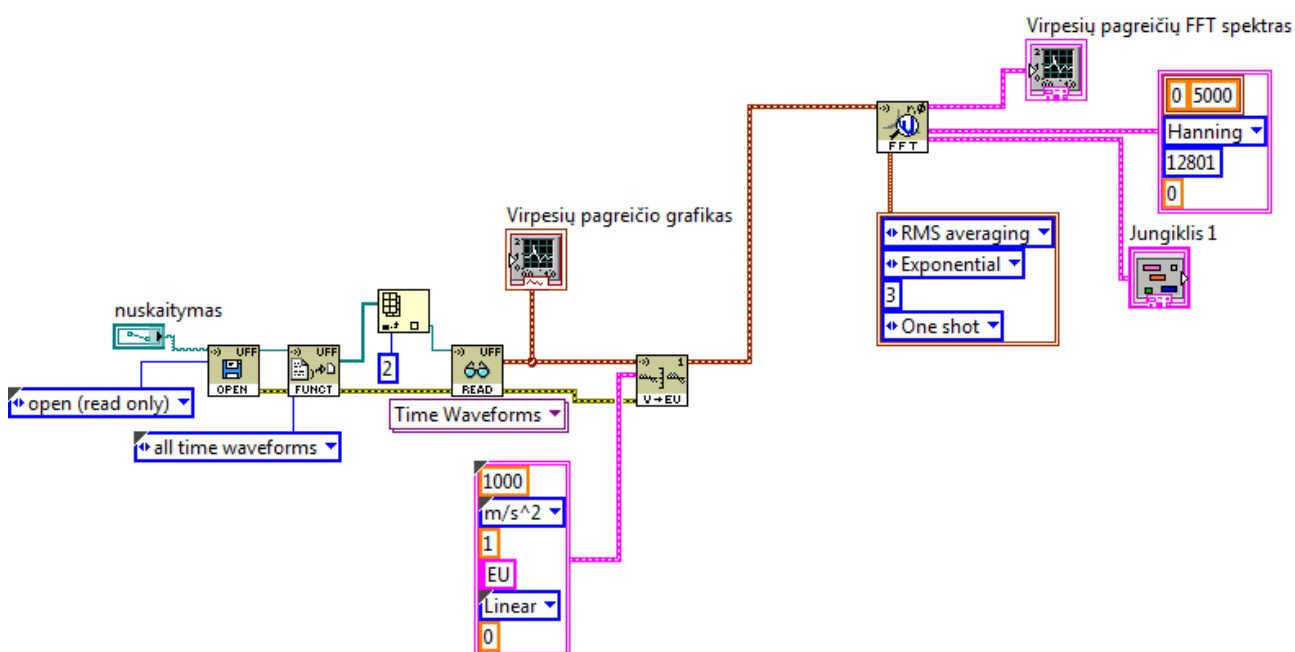 Virpesių pagreičių FFT spektras
0 5000
Hanning
12801
0
FFT
Virpesių pagreičio grafikas
RMS averaging
Exponential
3
One shot
Jungiklis 1
nuskaitymas
UFF
OPEN
UFF
FUNCT
2
UFF
READ
1
V→EU
open (read only)
Time Waveforms
all time waveforms
1000
m/s^2
1
EU
Linear
0